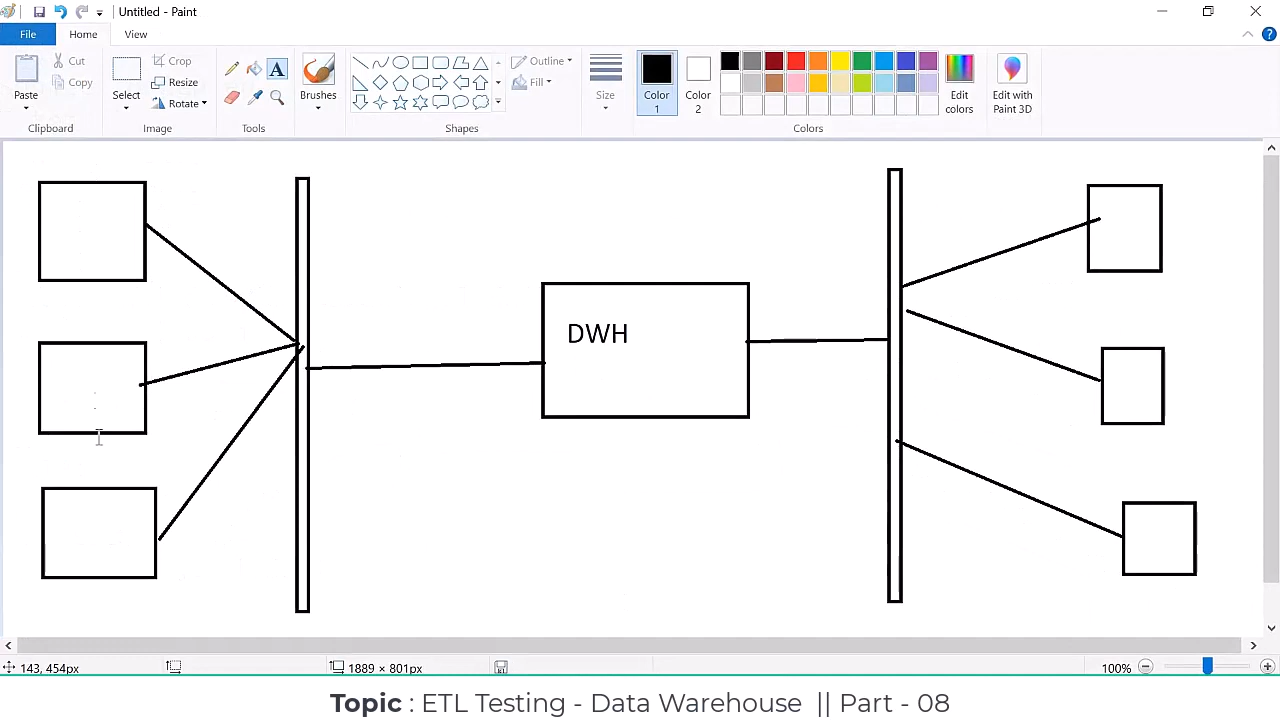 Untitled - Paint
File Home View
Paste
Cut
Copy
Clipboard
Select
Crop
Resize
Rotate
Image
A
Tools
Brushes
Shapes
Outline
Fill
Size
Color 1
Color 2
Edit colors
Colors
Edit with Paint 3D
DWH
143, 454px
1889 × 801px
100%
Topic : ETL Testing - Data Warehouse || Part - 08